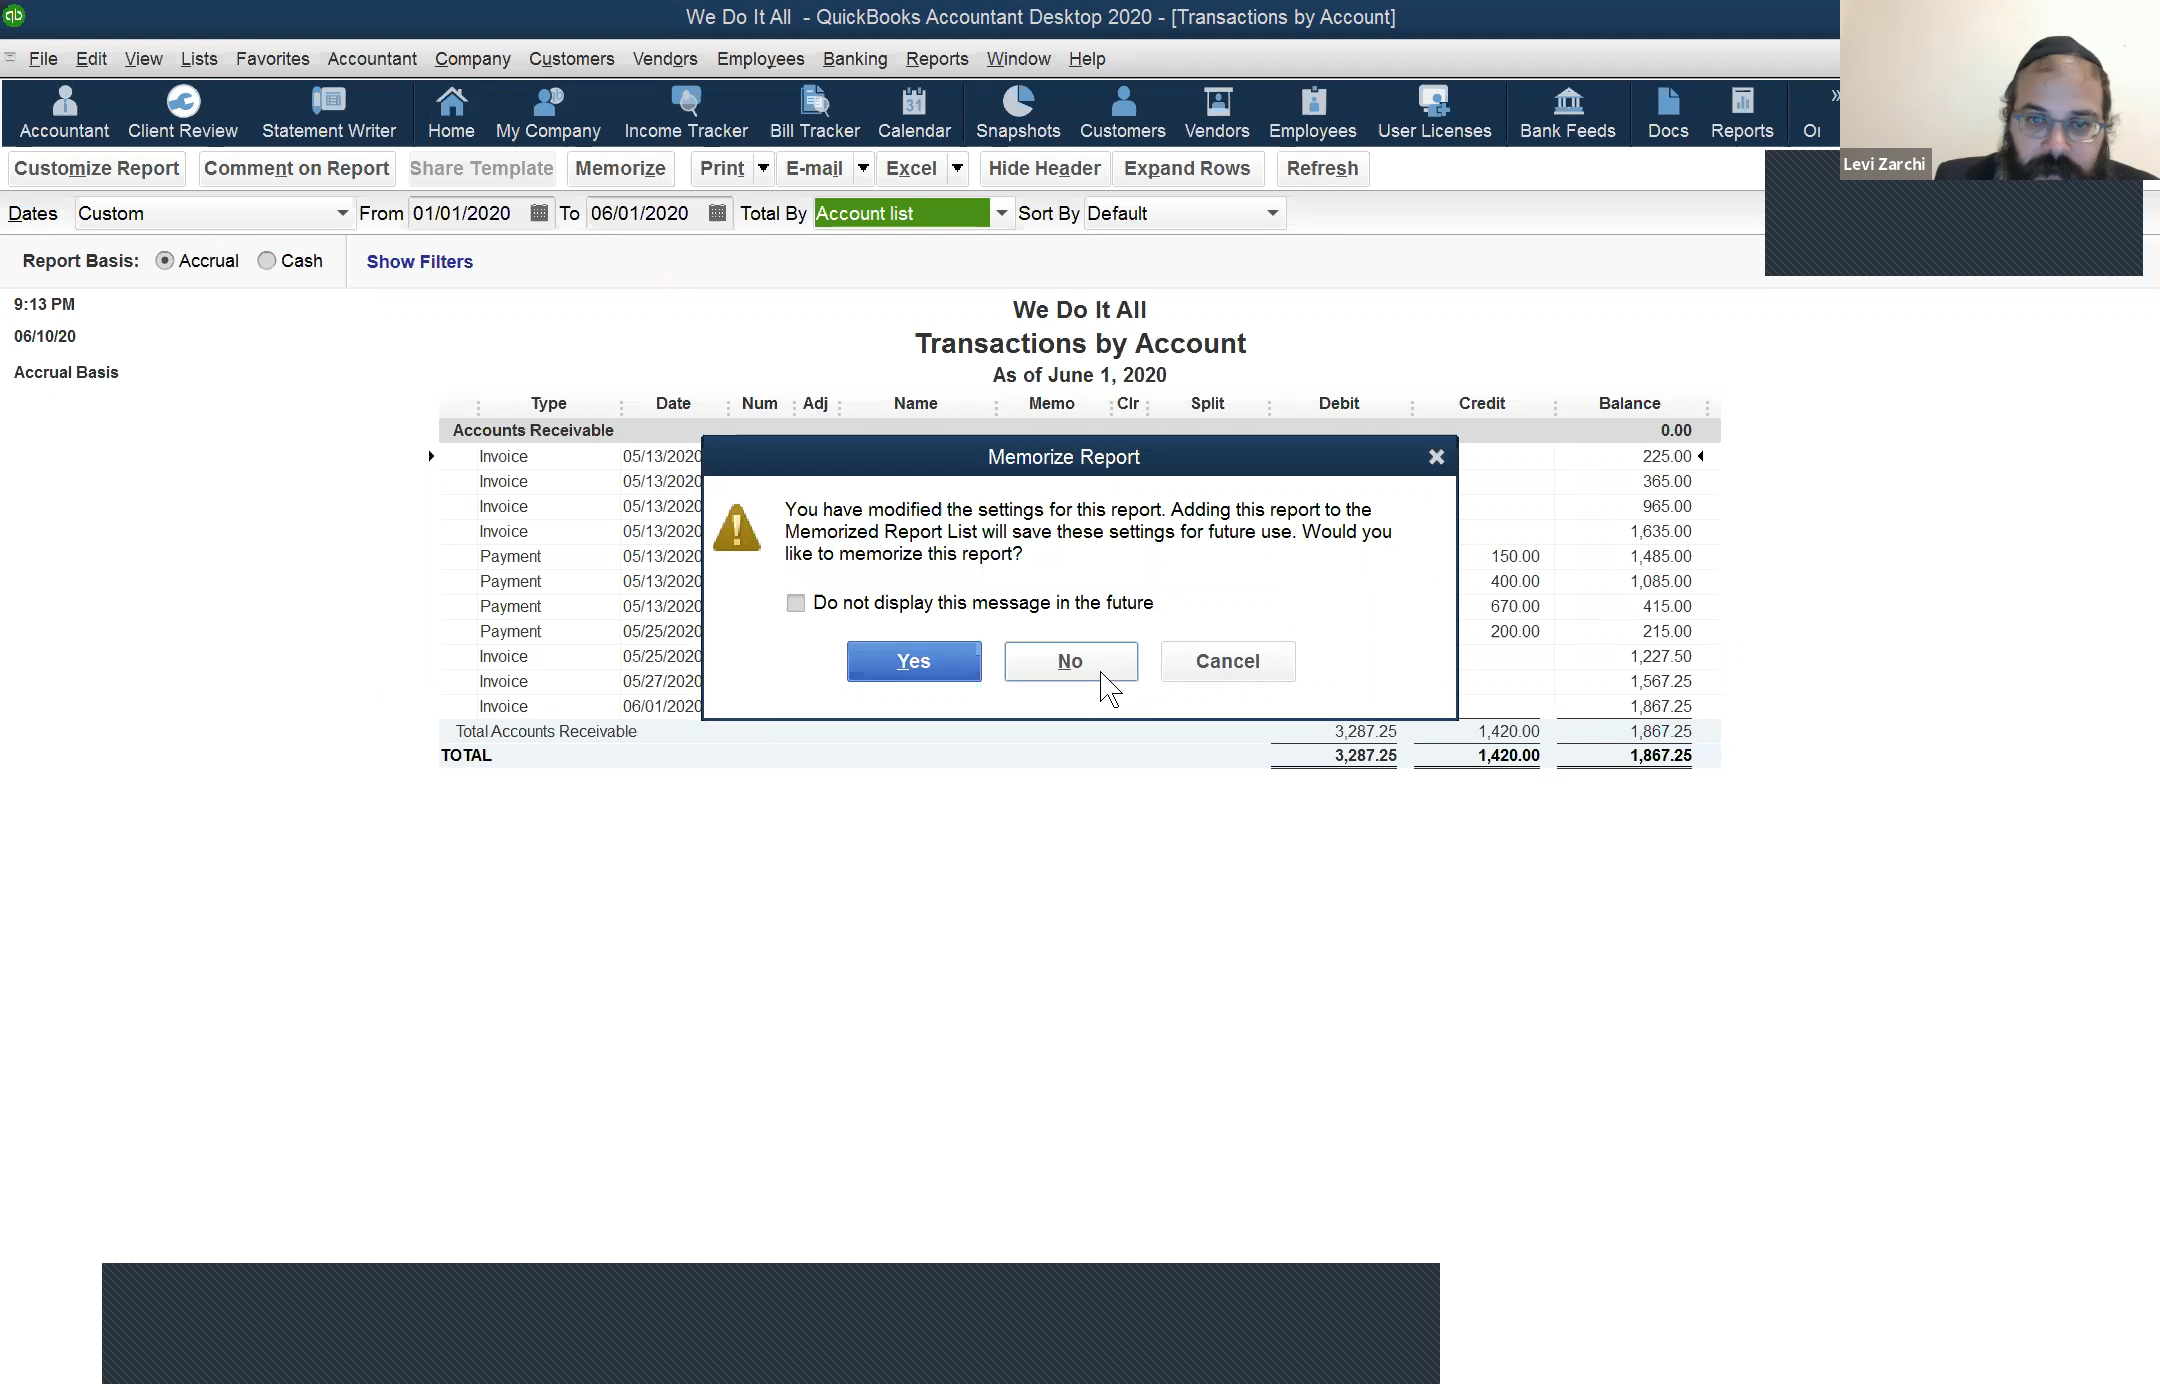 We Do It All - QuickBooks Accountant Desktop 2020 - [Transactions by Account]
File Edit View Lists Favorites Accountant Company Customers Vendors Employees Banking Reports Window Help
Accountant Client Review Statement Writer Home My Company Income Tracker Bill Tracker Calendar Snapshots Customers Vendors Employees User Licenses Bank Feeds Docs Reports
31
Levi Zarchi
Customize Report Comment on Report Share Template Memorize Print E-mail Excel Hide Header Expand Rows Refresh
Dates Custom From 01/01/2020 To 06/01/2020 Total By Account list Sort By Default
Report Basis: Accrual Cash Show Filters
9:13 PM
06/10/20
Accrual Basis
We Do It All
Transactions by Account
As of June 1, 2020
Type Date Num Adj Name Memo Clr Split Debit Credit Balance
Accounts Receivable 0.00
Invoice 05/13/2020 225.00
Invoice 05/13/2020 365.00
Invoice 05/13/2020 965.00
Invoice 05/13/2020 1,635.00
Payment 05/13/2020 150.00 1,485.00
Payment 05/13/2020 400.00 1,085.00
Payment 05/13/2020 670.00 415.00
Payment 05/25/2020 200.00 215.00
Invoice 05/25/2020 1,227.50
Invoice 05/27/2020 1,567.25
Invoice 06/01/2020 1,867.25
Total Accounts Receivable 3,287.25 1,420.00 1,867.25
TOTAL 3,287.25 1,420.00 1,867.25
Memorize Report
You have modified the settings for this report. Adding this report to the
Memorized Report List will save these settings for future use. Would you
like to memorize this report?
Do not display this message in the future
Yes No Cancel